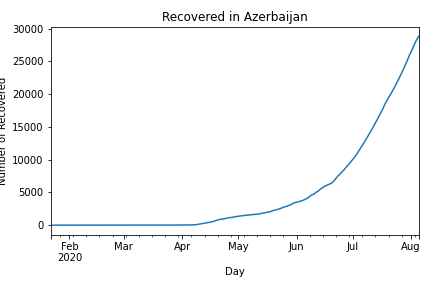 Recovered in Azerbaijan
30000
25000
20000
15000
10000
5000
0
Number of Recovered
Feb
2020
Mar
Apr
May
Jun
Jul
Aug
Day